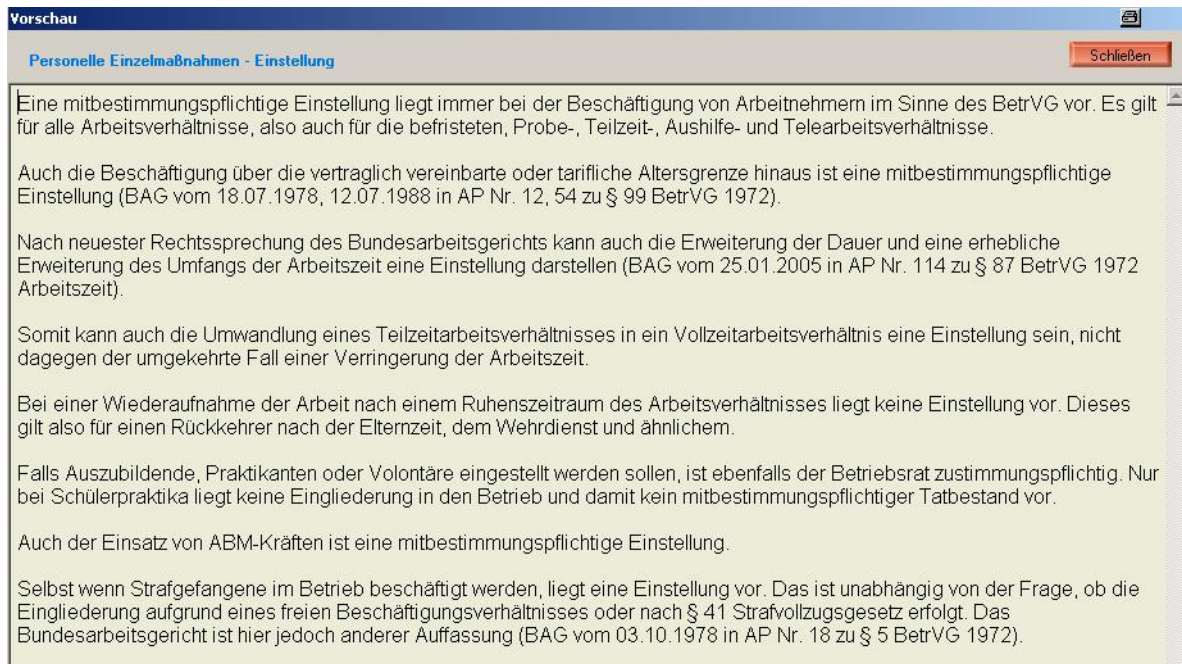 Vorschau
Personelle Einzelmaßnahmen - Einstellung
Schließen
Eine mitbestimmungspflichtige Einstellung liegt immer bei der Beschäftigung von Arbeitnehmern im Sinne des BetrVG vor. Es gilt
für alle Arbeitsverhältnisse, also auch für die befristeten, Probe-, Teilzeit-, Aushilfe- und Telearbeitsverhältnisse.
Auch die Beschäftigung über die vertraglich vereinbarte oder tarifliche Altersgrenze hinaus ist eine mitbestimmungspflichtige
Einstellung (BAG vom 18.07.1978, 12.07.1988 in AP Nr. 12, 54 zu § 99 BetrVG 1972).
Nach neuester Rechtssprechung des Bundesarbeitsgerichts kann auch die Erweiterung der Dauer und eine erhebliche
Erweiterung des Umfangs der Arbeitszeit eine Einstellung darstellen (BAG vom 25.01.2005 in AP Nr. 114 zu § 87 BetrVG 1972
Arbeitszeit).
Somit kann auch die Umwandlung eines Teilzeitarbeitsverhältnisses in ein Vollzeitarbeitsverhältnis eine Einstellung sein, nicht
dagegen der umgekehrte Fall einer Verringerung der Arbeitszeit.
Bei einer Wiederaufnahme der Arbeit nach einem Ruhenszeitraum des Arbeitsverhältnisses liegt keine Einstellung vor. Dieses
gilt also für einen Rückkehrer nach der Elternzeit, dem Wehrdienst und ähnlichem.
Falls Auszubildende, Praktikanten oder Volontäre eingestellt werden sollen, ist ebenfalls der Betriebsrat zustimmungspflichtig. Nur
bei Schülerpraktika liegt keine Eingliederung in den Betrieb und damit kein mitbestimmungspflichtiger Tatbestand vor.
Auch der Einsatz von ABM-Kräften ist eine mitbestimmungspflichtige Einstellung.
Selbst wenn Strafgefangene im Betrieb beschäftigt werden, liegt eine Einstellung vor. Das ist unabhängig von der Frage, ob die
Eingliederung aufgrund eines freien Beschäftigungsverhältnisses oder nach § 41 Strafvollzugsgesetz erfolgt. Das
Bundesarbeitsgericht ist hier jedoch anderer Auffassung (BAG vom 03.10.1978 in AP Nr. 18 zu § 5 BetrVG 1972).